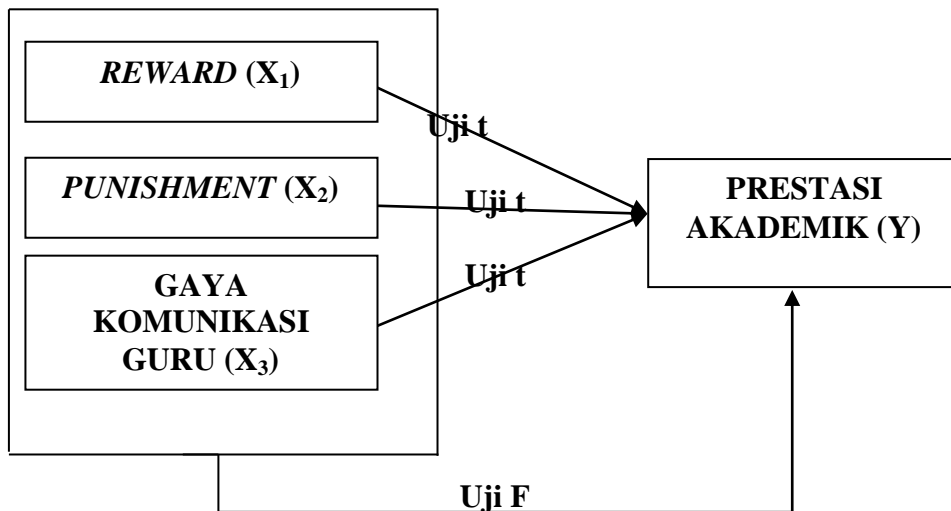 REWARD (X₁)
Uji t
PUNISHMENT (X₂)
Uji t
GAYA
KOMUNIKASI
GURU (X₃)
Uji t
PRESTASI
AKADEMIK (Y)
Uji F